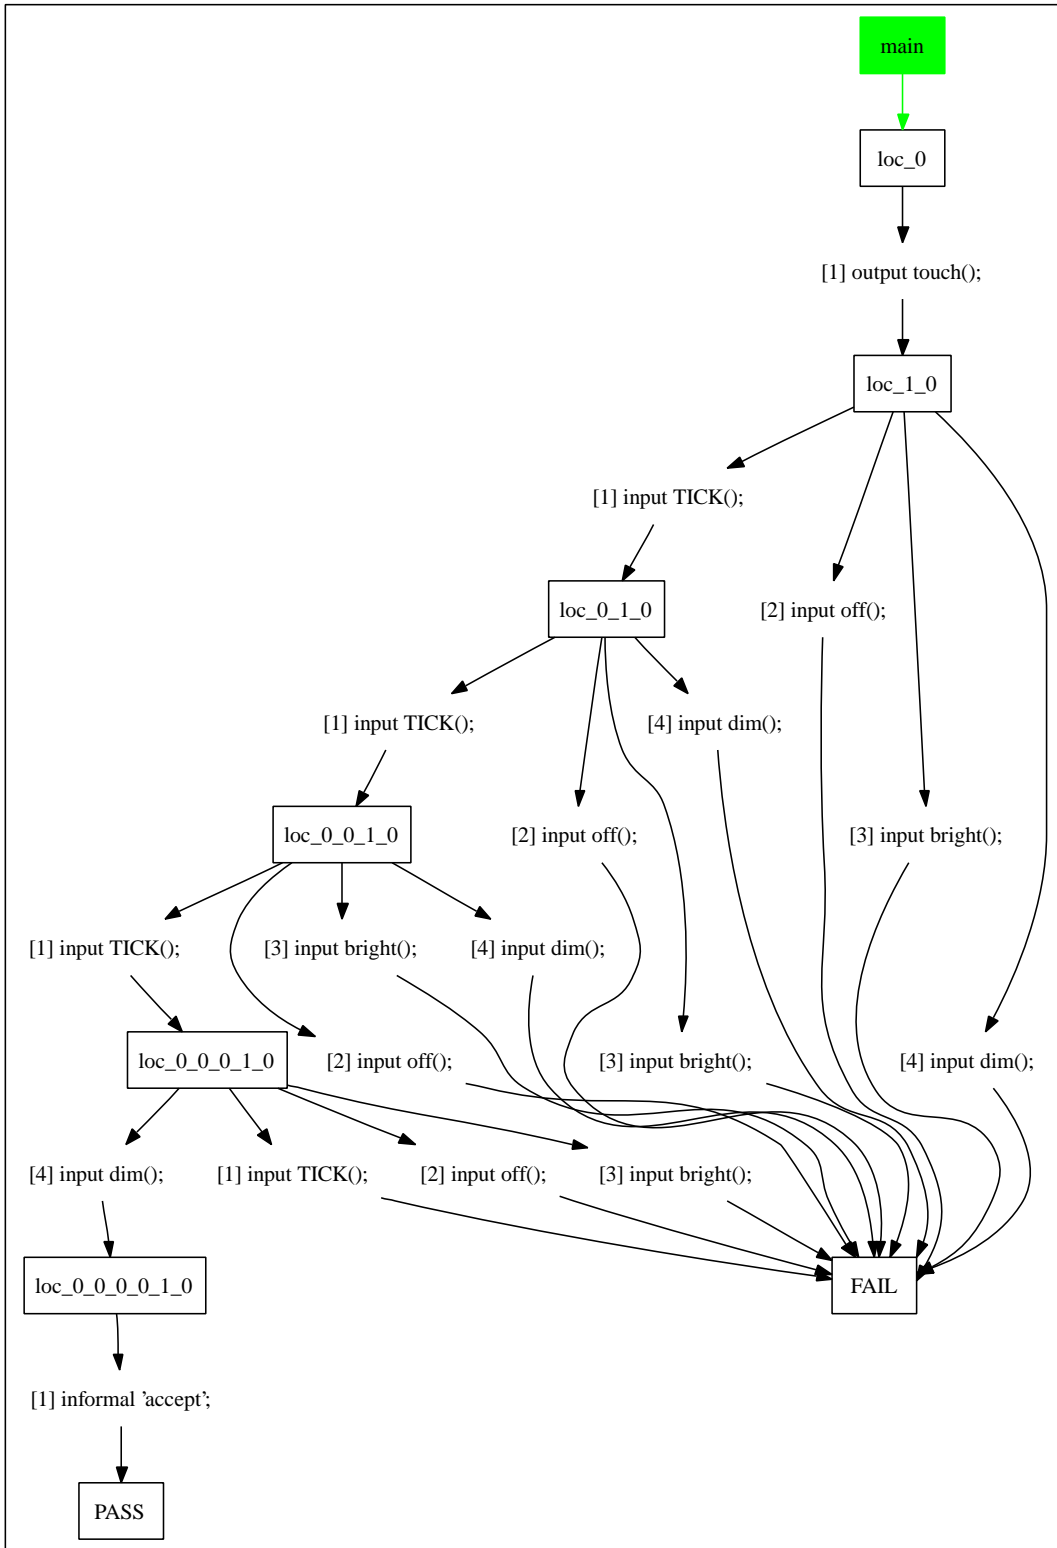 main
loc_0
[1] output touch();
loc_1_0
[1] input TICK();
loc_0_1_0
[2] input off();
[1] input TICK();
[4] input dim();
loc_0_0_1_0
[2] input off();
[3] input bright();
[1] input TICK();
[3] input bright();
[4] input dim();
loc_0_0_0_1_0
[2] input off();
[3] input bright();
[4] input dim();
[4] input dim();
[1] input TICK();
[2] input off();
[3] input bright();
loc_0_0_0_0_1_0
FAIL
[1] informal 'accept';
PASS